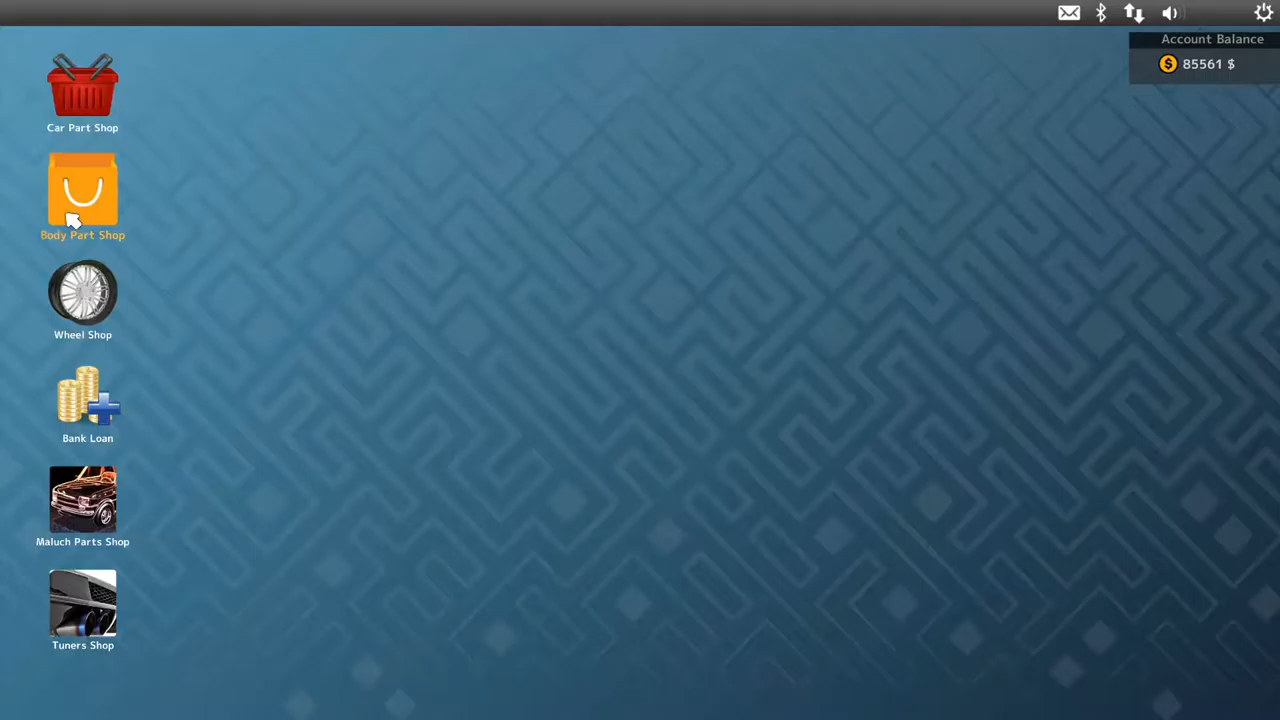 Account Balance
85561 $
Car Part Shop
Body Part Shop
Wheel Shop
Bank Loan
Maluch Parts Shop
Tuners Shop